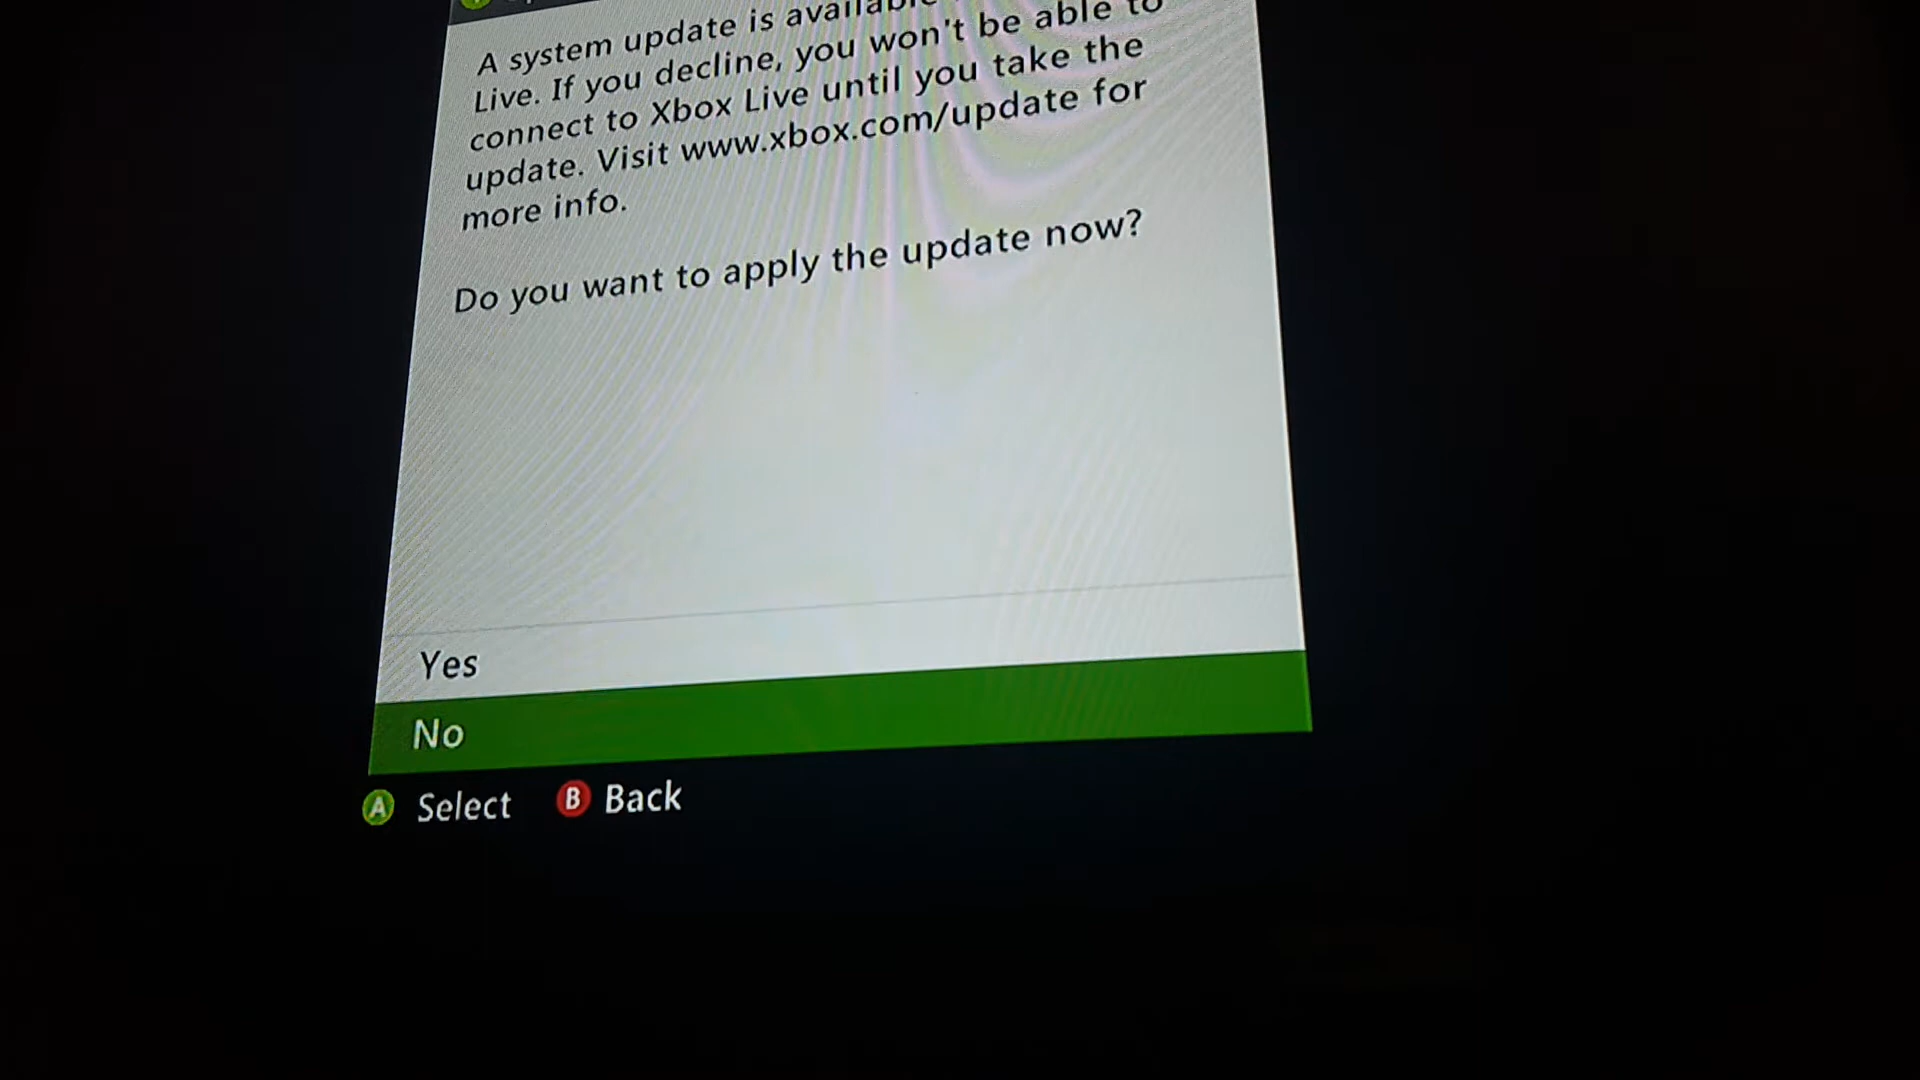 A system update is available
Live. If you decline, you won't be able to
connect to Xbox Live until you take the
update. Visit www.xbox.com/update for
more info.
Do you want to apply the update now?
Yes
No
A Select B Back